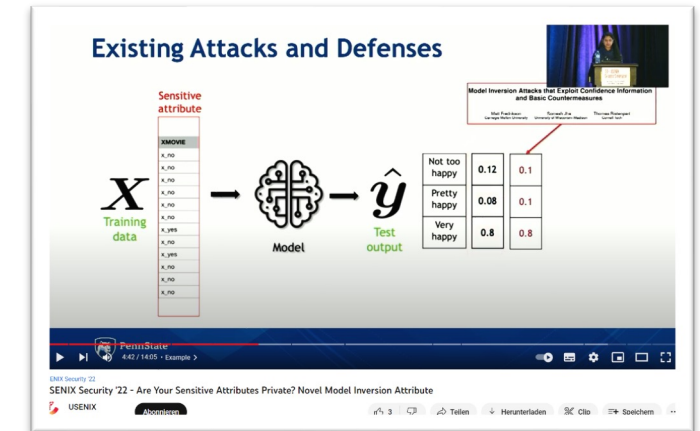 Existing Attacks and Defenses
Model Inversion Attacks that Exploit Confidence Information
and Basic Countermeasures
Sensitive
attribute
XMOVIE
x_no
x_no
x_no
x_no
x_no
x_no
x_yes
x_no
x_yes
x_no
x_no
x_no
X
Training
data
Model
ŷ
Test
output
Not too
happy
0.12
0.1
Pretty
happy
0.08
0.1
Very
happy
0.8
0.8
PennState
4:42 / 14:05 • Example >
ENIX Security '22
SENIX Security '22 - Are Your Sensitive Attributes Private? Novel Model Inversion Attribute
USENIX
Abonnieren
3
Teilen
Herunterladen
Clip
Speichern